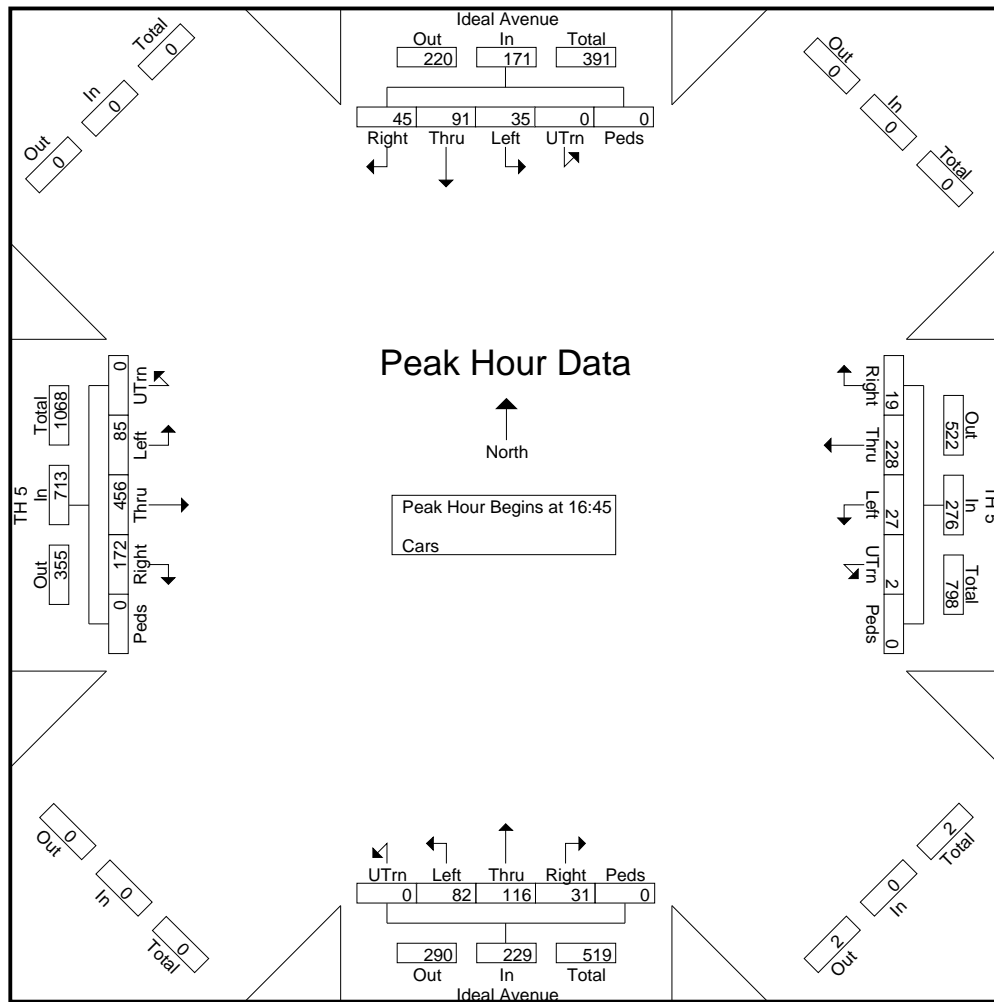 Ideal Avenue
Out In Total
220 171 391
45 91 35 0 0
Right Thru Left UTrn Peds
Total
0
In
0
Out
0
Out
0
In
0
Total
0
Peak Hour Data
North
Peak Hour Begins at 16:45
Cars
TH 5
Out In Total
355 713 1068
0 172 456 85 0
Peds Right Thru Left UTrn
Right Thru Left UTrn Peds
19 228 27 2 0
Out In Total
522 276 798
TH 5
Out
0
In
0
Total
0
2
Total
0
In
2
Out
UTrn Left Thru Right Peds
0 82 116 31 0
290 229 519
Out In Total
Ideal Avenue